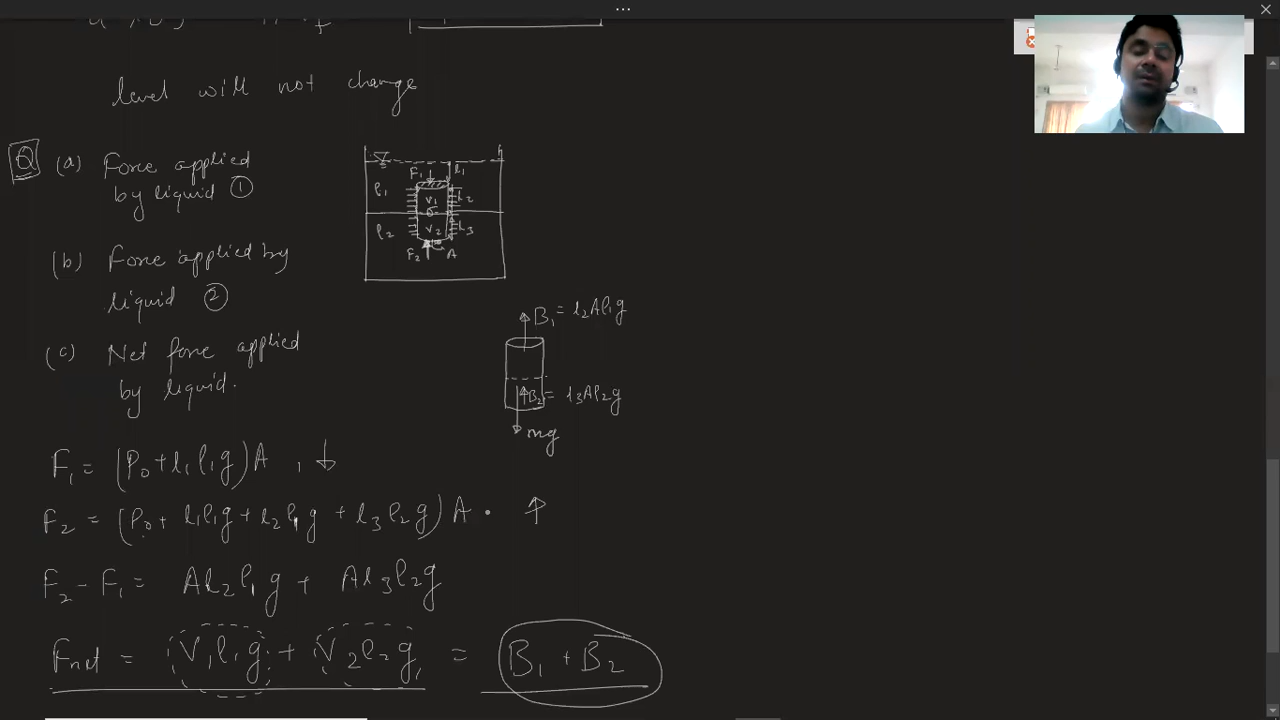 level will not change
Q (a) Force applied
by liquid ①
(b) Force applied by
liquid ②
(c) Net force applied
by liquid.
F₁ l₁
ρ₁ V₁ l₂
σ
ρ₂ V₂ l₃
F₂ A
B₁ = l₂Aρ₁g
B₂ = l₃Aρ₂g
mg
F₁ = (P₀+l₁ρ₁g)A , ↓
F₂ = (P₀+ l₁ρ₁g + l₂ρ₁g + l₃ρ₂g) A . ↑
F₂ - F₁ = Al₂ρ₁g + Al₃ρ₂g
Fnet = V₁ρ₁g + V₂ρ₂g = B₁ + B₂